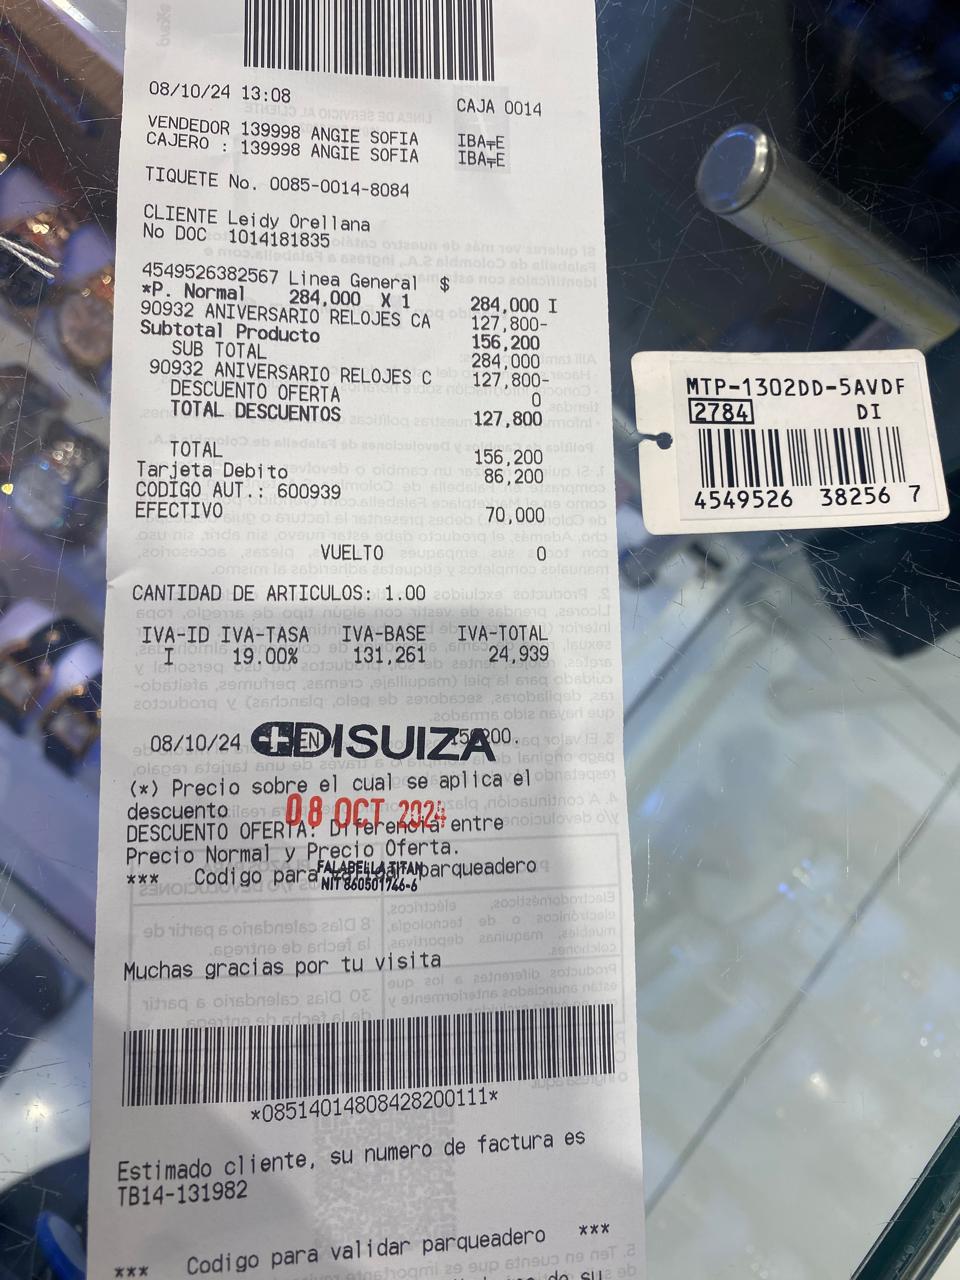 08/10/24 13:08 CAJA 0014
VENDEDOR 139998 ANGIE SOFIA IBA╤E
CAJERO : 139998 ANGIE SOFIA IBA╤E
TIQUETE No. 0085-0014-8084
CLIENTE Leidy Orellana
No DOC 1014181835
4549526382567 Linea General $
*P. Normal 284,000 X 1 284,000 I
90932 ANIVERSARIO RELOJES CA 127,800-
Subtotal Producto 156,200
SUB TOTAL 284,000
90932 ANIVERSARIO RELOJES C 127,800-
DESCUENTO OFERTA 0
TOTAL DESCUENTOS 127,800
TOTAL 156,200
Tarjeta Debito 86,200
CODIGO AUT.: 600939
EFECTIVO 70,000
VUELTO 0
CANTIDAD DE ARTICULOS: 1.00
IVA-ID IVA-TASA IVA-BASE IVA-TOTAL
I 19.00% 131,261 24,939
08/10/24 DISUIZA
(*) Precio sobre el cual se aplica el
descuento 08 OCT 2024
DESCUENTO OFERTA: Diferencia entre
Precio Normal y Precio Oferta.
*** Codigo para parqueadero
FALABELLA TITAN
NIT 860501746-6
Muchas gracias por tu visita
*08514014808428200111*
Estimado cliente, su numero de factura es
TB14-131982
*** Codigo para validar parqueadero ***
MTP-1302DD-5AVDF
2784 DI
4549526 38256 7